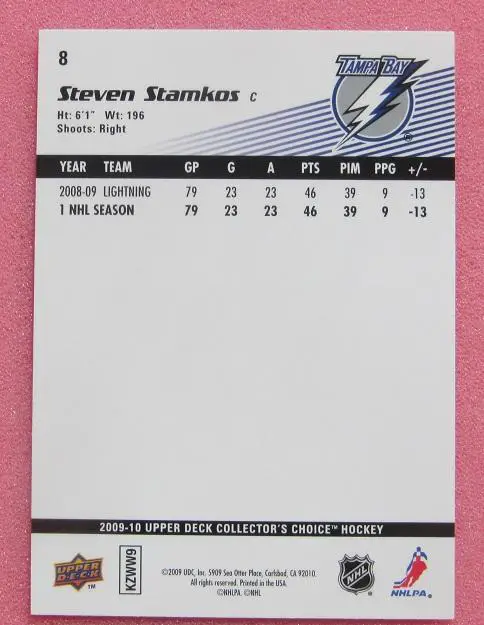 8
TAMPA BAY
Steven Stamkos C
Ht: 6'1" Wt: 196
Shoots: Right
YEAR TEAM GP G A PTS PIM PPG +/-
2008-09 LIGHTNING 79 23 23 46 39 9 -13
1 NHL SEASON 79 23 23 46 39 9 -13
2009-10 UPPER DECK COLLECTOR'S CHOICE™ HOCKEY
UPPER DECK ™
KZWW9
©2009 UDC, Inc. 5909 Sea Otter Place, Carlsbad, CA 92010.
All rights reserved. Printed in the USA.
©NHLPA. ©NHL
NHL ®
NHLPA.